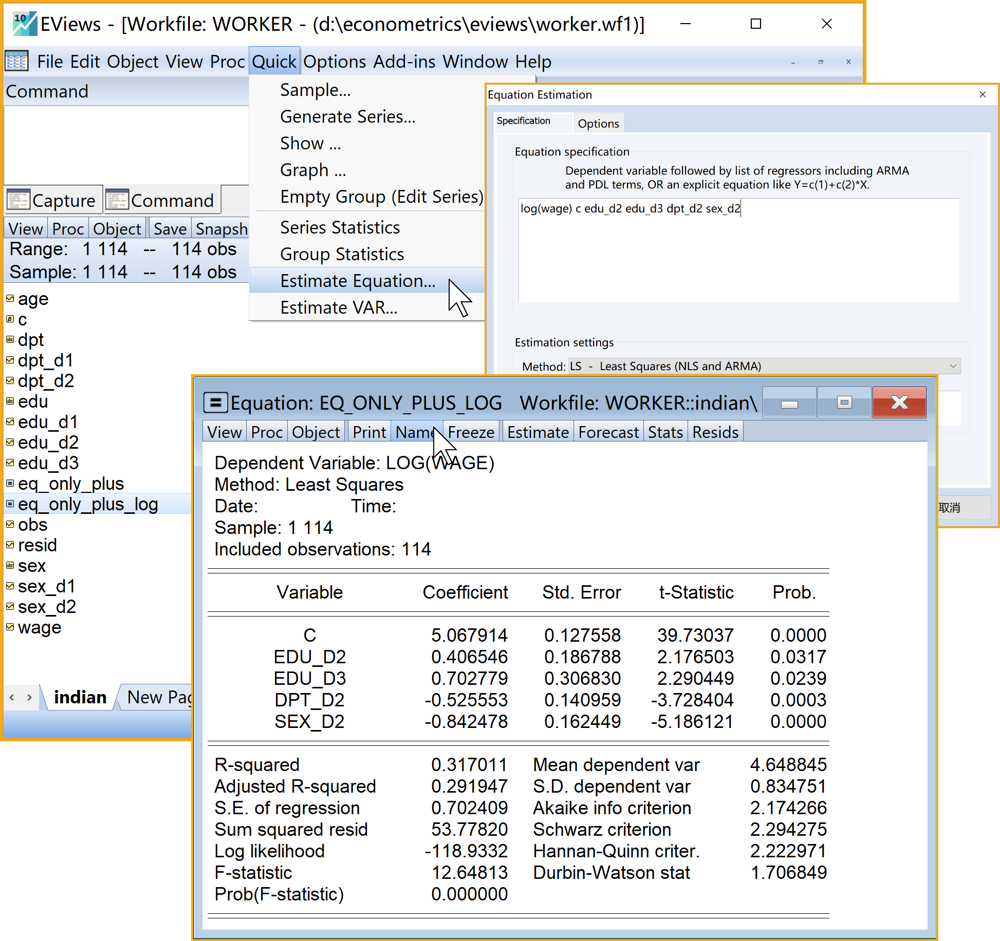 10
EViews - [Workfile: WORKER - (d:\econometrics\eviews\worker.wf1)]
File Edit Object View Proc Quick Options Add-ins Window Help
Command
Sample...
Generate Series...
Show ...
Graph ...
Empty Group (Edit Series)
Series Statistics
Group Statistics
Estimate Equation...
Estimate VAR...
Capture Command
View Proc Object Save Snapsh
Range: 1 114 -- 114 obs
Sample: 1 114 -- 114 obs
age
c
dpt
dpt_d1
dpt_d2
edu
edu_d1
edu_d2
edu_d3
eq_only_plus
eq_only_plus_log
obs
resid
sex
sex_d1
sex_d2
wage
indian New Pag
Equation Estimation
Specification Options
Equation specification
Dependent variable followed by list of regressors including ARMA
and PDL terms, OR an explicit equation like Y=c(1)+c(2)*X.
log(wage) c edu_d2 edu_d3 dpt_d2 sex_d2
Estimation settings
Method: LS - Least Squares (NLS and ARMA)
取消
Equation: EQ_ONLY_PLUS_LOG Workfile: WORKER::indian\
View Proc Object Print Name Freeze Estimate Forecast Stats Resids
Dependent Variable: LOG(WAGE)
Method: Least Squares
Date: Time:
Sample: 1 114
Included observations: 114
Variable Coefficient Std. Error t-Statistic Prob.
C 5.067914 0.127558 39.73037 0.0000
EDU_D2 0.406546 0.186788 2.176503 0.0317
EDU_D3 0.702779 0.306830 2.290449 0.0239
DPT_D2 -0.525553 0.140959 -3.728404 0.0003
SEX_D2 -0.842478 0.162449 -5.186121 0.0000
R-squared 0.317011 Mean dependent var 4.648845
Adjusted R-squared 0.291947 S.D. dependent var 0.834751
S.E. of regression 0.702409 Akaike info criterion 2.174266
Sum squared resid 53.77820 Schwarz criterion 2.294275
Log likelihood -118.9332 Hannan-Quinn criter. 2.222971
F-statistic 12.64813 Durbin-Watson stat 1.706849
Prob(F-statistic) 0.000000